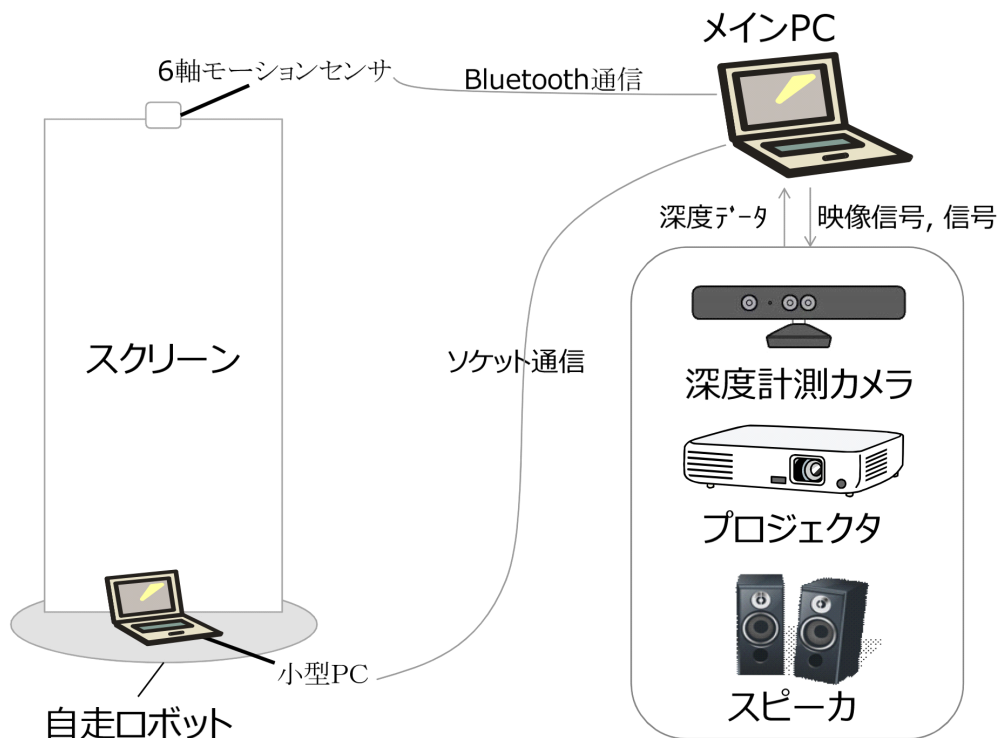 メインPC
6軸モーションセンサ
Bluetooth通信
深度ﾃﾞｰﾀ
映像信号, 信号
スクリーン
ソケット通信
深度計測カメラ
プロジェクタ
小型PC
スピーカ
自走ロボット